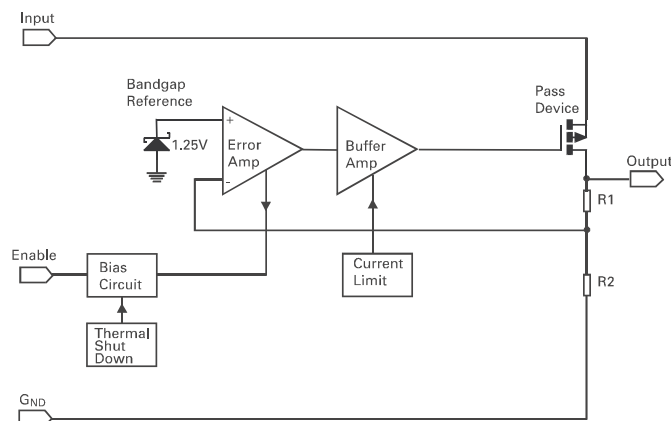 Input
Bandgap
Reference
Pass
Device
+
1.25V
Error
Amp
Buffer
Amp
Output
-
R1
Enable
Bias
Circuit
Current
Limit
R2
Thermal
Shut
Down
GND